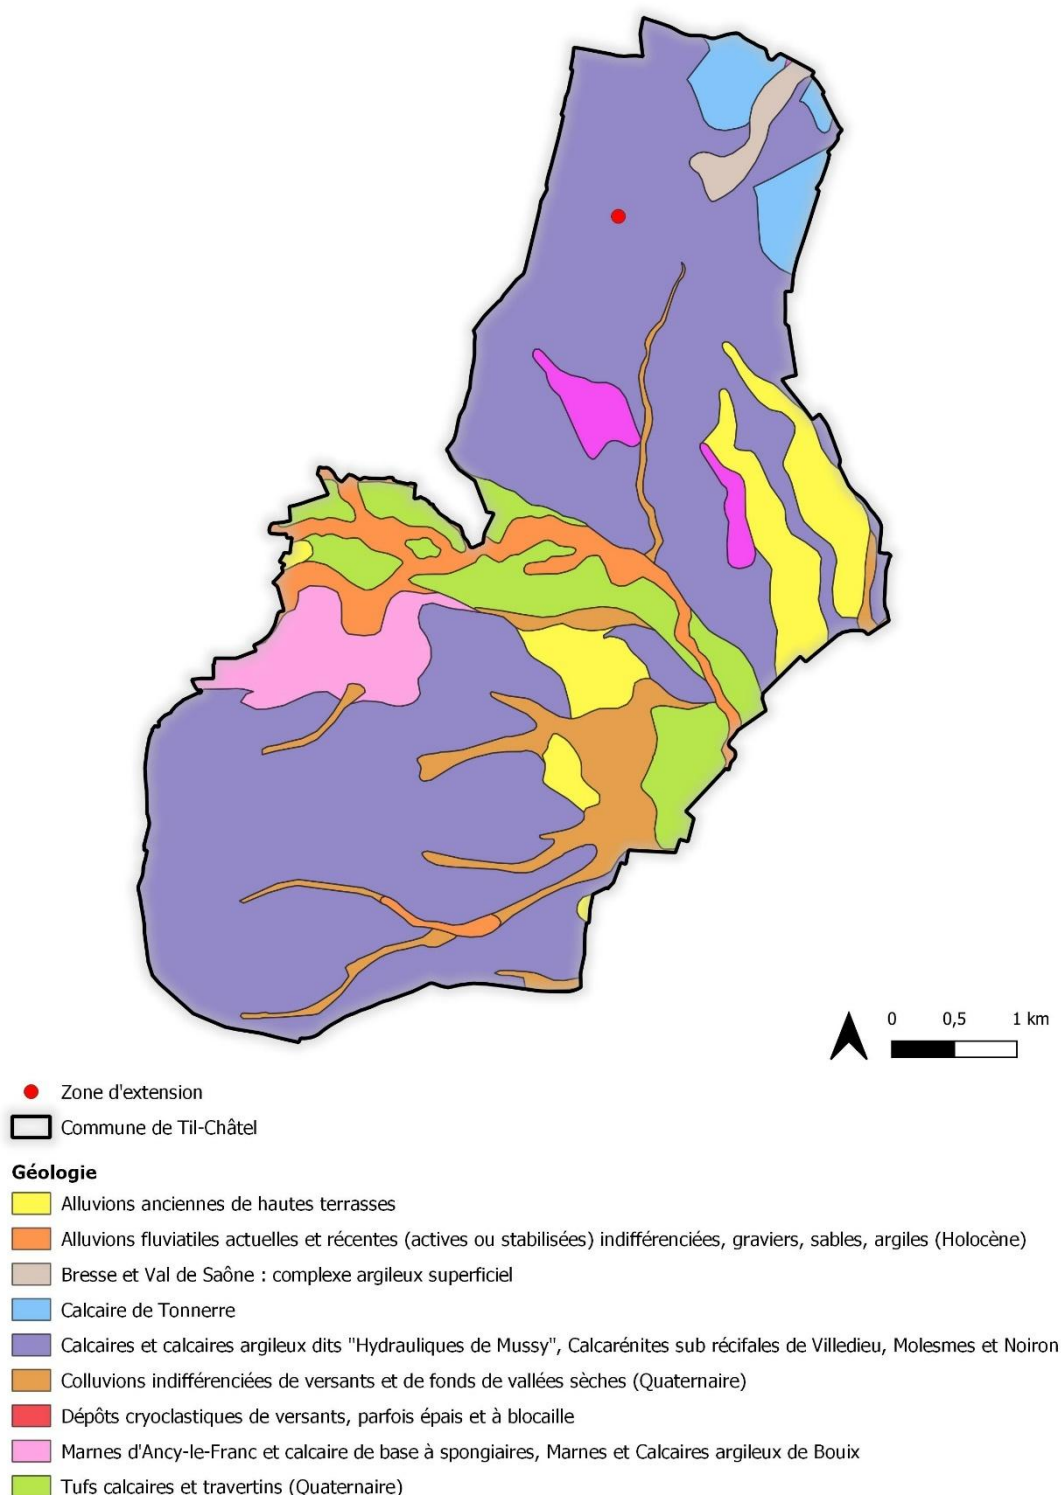 0 0,5 1 km
Zone d'extension
Commune de Til-Châtel
Géologie
Alluvions anciennes de hautes terrasses
Alluvions fluviatiles actuelles et récentes (actives ou stabilisées) indifférenciées, graviers, sables, argiles (Holocène)
Bresse et Val de Saône : complexe argileux superficiel
Calcaire de Tonnerre
Calcaires et calcaires argileux dits "Hydrauliques de Mussy", Calcarénites sub récifales de Villedieu, Molesmes et Noiron
Colluvions indifférenciées de versants et de fonds de vallées sèches (Quaternaire)
Dépôts cryoclastiques de versants, parfois épais et à blocaille
Marnes d'Ancy-le-Franc et calcaire de base à spongiaires, Marnes et Calcaires argileux de Bouix
Tufs calcaires et travertins (Quaternaire)